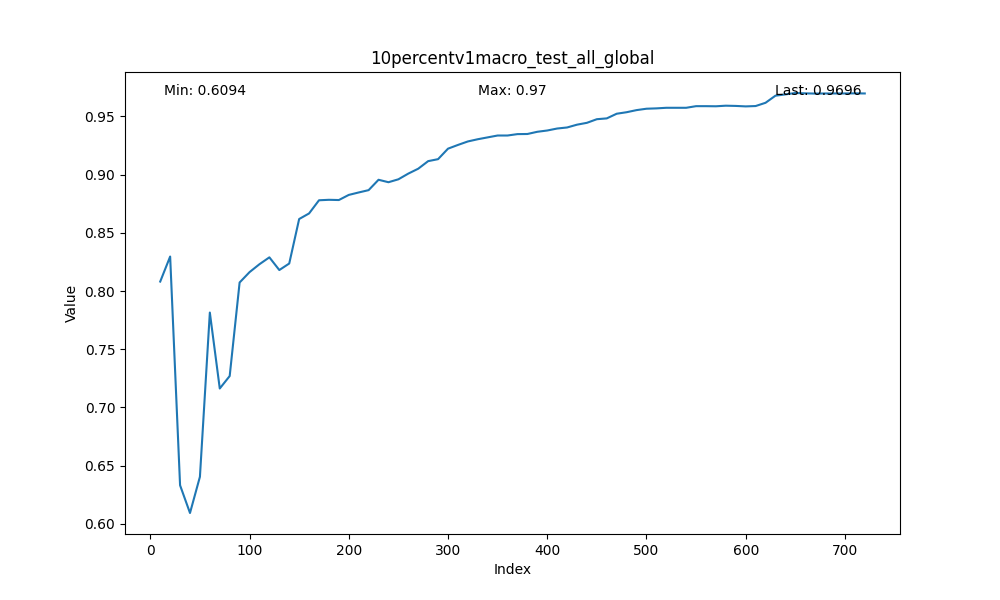 10percentv1macro_test_all_global
Min: 0.6094
Max: 0.97
Last: 0.9696
Value
0.95
0.90
0.85
0.80
0.75
0.70
0.65
0.60
0 100 200 300 400 500 600 700
Index